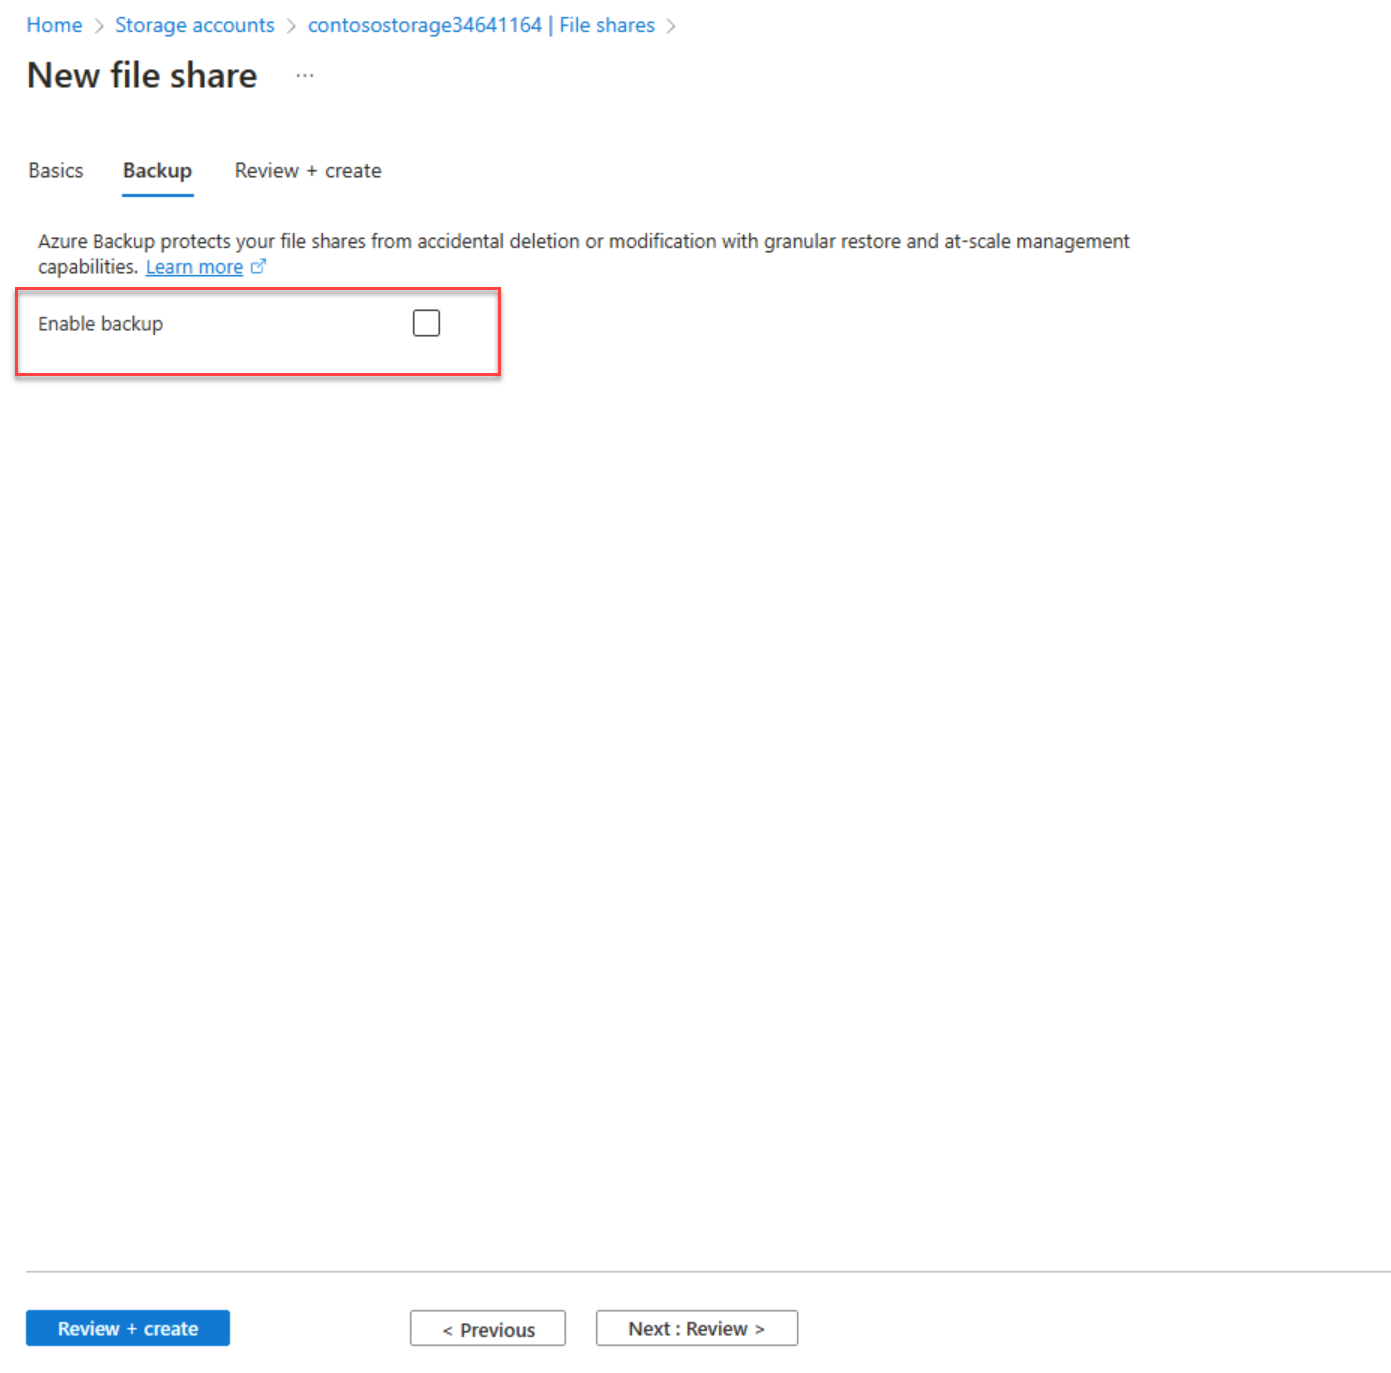 Home > Storage accounts > contosostorage34641164 | File shares >
New file share ...
Basics Backup Review + create
Azure Backup protects your file shares from accidental deletion or modification with granular restore and at-scale management
capabilities. Learn more
Enable backup
Review + create < Previous Next : Review >